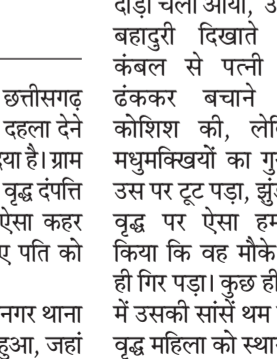 छत्तीसगढ़
दहला देने
है। ग्राम
वृद्ध दंपत्ति
ऐसा कहर
पति को
नगर थाना
हुआ, जहां
दौड़ा चला आया,
बहादुरी दिखाते
कंबल से पत्नी
ढंककर बचाने
कोशिश की,
मधुमक्खियों का
उस पर टूट पड़ा,
वृद्ध पर ऐसा
किया कि वह मौके
ही गिर पड़ा। कुछ ही
में उसकी सांसें थम
वृद्ध महिला को